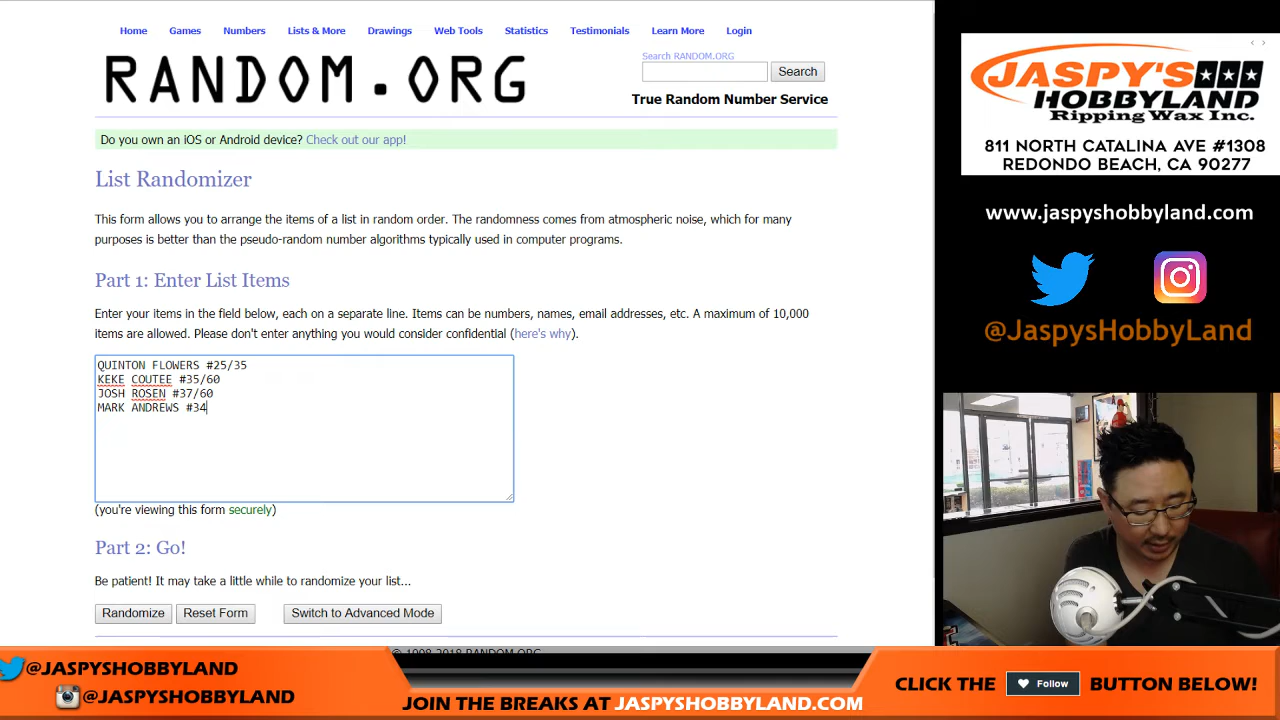 Home Games Numbers Lists & More Drawings Web Tools Statistics Testimonials Learn More Login
RANDOM.ORG
Search RANDOM.ORG
Search
True Random Number Service
Do you own an iOS or Android device? Check out our app!
List Randomizer
This form allows you to arrange the items of a list in random order. The randomness comes from atmospheric noise, which for many
purposes is better than the pseudo-random number algorithms typically used in computer programs.
Part 1: Enter List Items
Enter your items in the field below, each on a separate line. Items can be numbers, names, email addresses, etc. A maximum of 10,000
items are allowed. Please don't enter anything you would consider confidential (here's why).
QUINTON FLOWERS #25/35
KEKE COUTEE #35/60
JOSH ROSEN #37/60
MARK ANDREWS #34
(you're viewing this form securely)
Part 2: Go!
Be patient! It may take a little while to randomize your list...
Randomize Reset Form Switch to Advanced Mode
© 1998-2018 RANDOM.ORG
JASPY'S
HOBBYLAND
Ripping Wax Inc.
811 NORTH CATALINA AVE #1308
REDONDO BEACH, CA 90277
www.jaspyshobbyland.com
@JaspysHobbyLand
@JASPYSHOBBYLAND
@JASPYSHOBBYLAND
JOIN THE BREAKS AT JASPYSHOBBYLAND.COM
CLICK THE Follow BUTTON BELOW!